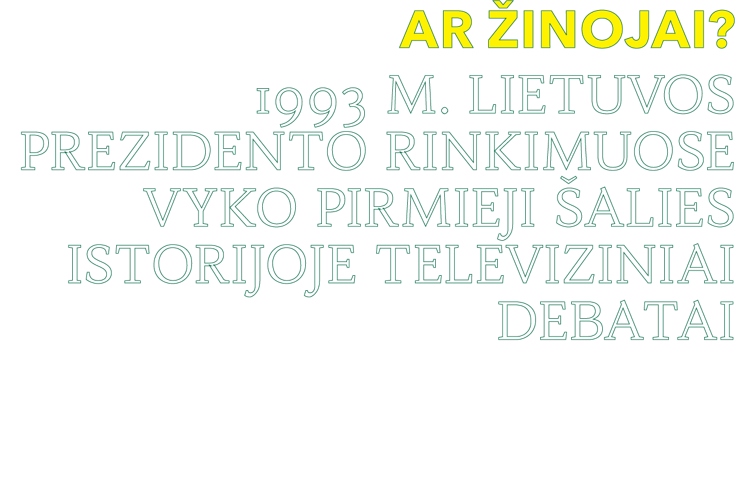 AR ŽINOJAI?
1993 M. LIETUVOS
PREZIDENTO RINKIMUOSE
VYKO PIRMIEJI ŠALIES
ISTORIJOJE TELEVIZINIAI
DEBATAI